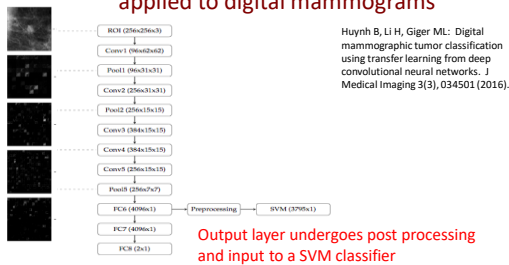 applied to digital mammograms
Huynh B, Li H, Giger ML: Digital
mammographic tumor classification
using transfer learning from deep
convolutional neural networks. J
Medical Imaging 3(3), 034501 (2016).
ROI (256x256x3)
Conv1 (96x62x62)
Pool1 (96x31x31)
Conv2 (256x31x31)
Pool2 (256x15x15)
Conv3 (384x15x15)
Conv4 (384x15x15)
Conv5 (256x15x15)
Pool5 (256x7x7)
FC6 (4096x1) Preprocessing SVM (3795x1)
FC7 (4096x1)
FC8 (2x1)
Output layer undergoes post processing
and input to a SVM classifier